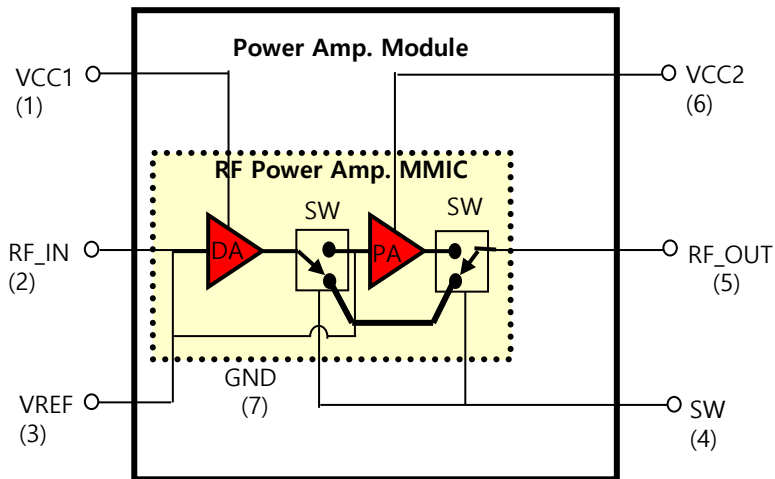 Power Amp. Module
VCC1
(1)
VCC2
(6)
RF Power Amp. MMIC
SW
SW
RF_IN
(2)
DA
PA
RF_OUT
(5)
GND
(7)
VREF
(3)
SW
(4)